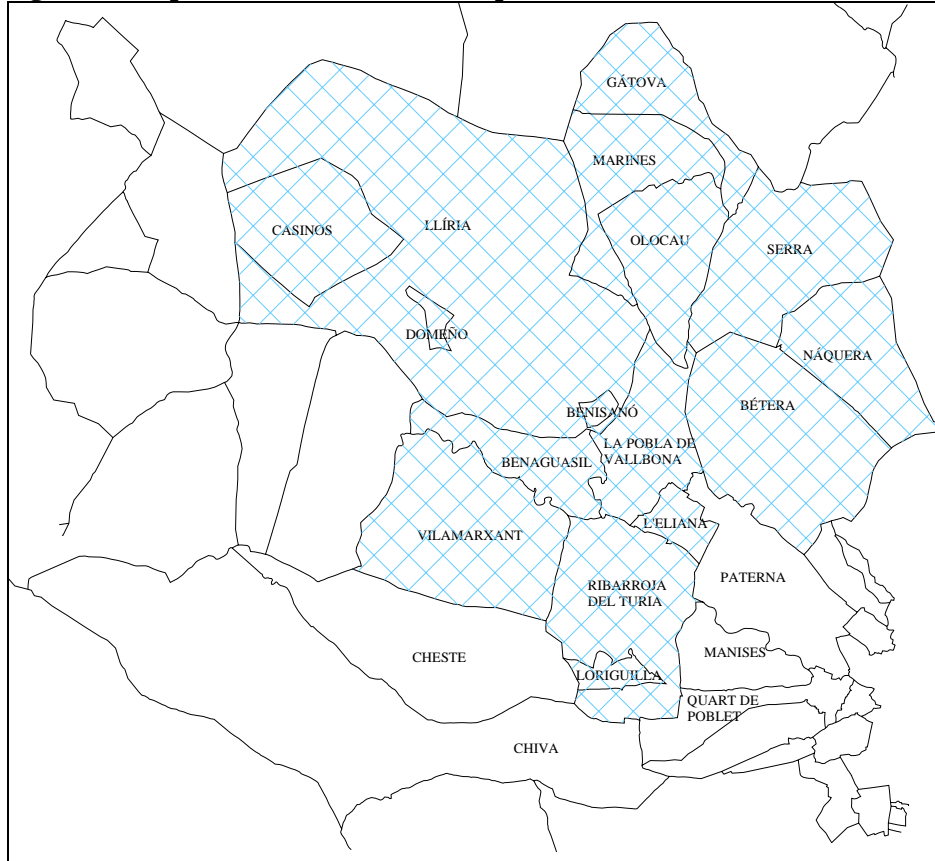 GÁTOVA
MARINES
CASINOS
LLÍRIA
OLOCAU
SERRA
DOMEÑO
NÁQUERA
BENISANÓ
BÉTERA
LA POBLA DE
VALLBONA
BENAGUASIL
VILAMARXANT
L'ELIANA
RIBARROJA
DEL TURIA
PATERNA
CHESTE
LORIGUILLA
MANISES
QUART DE
POBLET
CHIVA